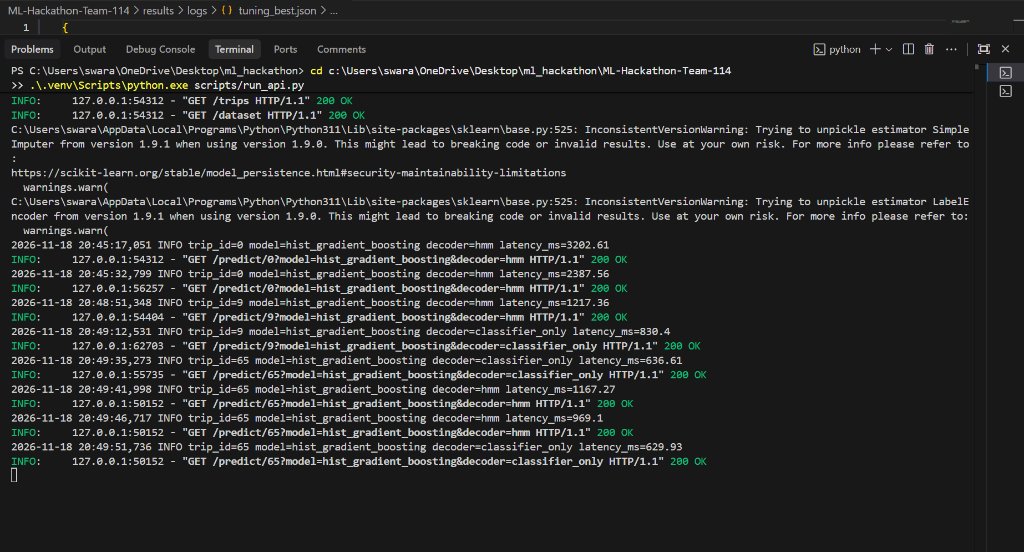 ML-Hackathon-Team-114 > results > logs > {} tuning_best.json > ...
1 {
Problems Output Debug Console Terminal Ports Comments python
PS C:\Users\swara\OneDrive\Desktop\ml_hackathon> cd c:\Users\swara\OneDrive\Desktop\ml_hackathon\ML-Hackathon-Team-114
>> .\.venv\Scripts\python.exe scripts/run_api.py
INFO: 127.0.0.1:54312 - "GET /trips HTTP/1.1" 200 OK
INFO: 127.0.0.1:54312 - "GET /dataset HTTP/1.1" 200 OK
C:\Users\swara\AppData\Local\Programs\Python\Python311\Lib\site-packages\sklearn\base.py:525: InconsistentVersionWarning: Trying to unpickle estimator Simple
Imputer from version 1.9.1 when using version 1.9.0. This might lead to breaking code or invalid results. Use at your own risk. For more info please refer to
:
https://scikit-learn.org/stable/model_persistence.html#security-maintainability-limitations
warnings.warn(
C:\Users\swara\AppData\Local\Programs\Python\Python311\Lib\site-packages\sklearn\base.py:525: InconsistentVersionWarning: Trying to unpickle estimator LabelE
ncoder from version 1.9.1 when using version 1.9.0. This might lead to breaking code or invalid results. Use at your own risk. For more info please refer to:
warnings.warn(
2026-11-18 20:45:17,051 INFO trip_id=0 model=hist_gradient_boosting decoder=hmm latency_ms=3202.61
INFO: 127.0.0.1:54312 - "GET /predict/0?model=hist_gradient_boosting&decoder=hmm HTTP/1.1" 200 OK
2026-11-18 20:45:32,799 INFO trip_id=0 model=hist_gradient_boosting decoder=hmm latency_ms=2387.56
INFO: 127.0.0.1:56257 - "GET /predict/0?model=hist_gradient_boosting&decoder=hmm HTTP/1.1" 200 OK
2026-11-18 20:48:51,348 INFO trip_id=9 model=hist_gradient_boosting decoder=hmm latency_ms=1217.36
INFO: 127.0.0.1:54404 - "GET /predict/9?model=hist_gradient_boosting&decoder=hmm HTTP/1.1" 200 OK
2026-11-18 20:49:12,531 INFO trip_id=9 model=hist_gradient_boosting decoder=classifier_only latency_ms=830.4
INFO: 127.0.0.1:62703 - "GET /predict/9?model=hist_gradient_boosting&decoder=classifier_only HTTP/1.1" 200 OK
2026-11-18 20:49:35,273 INFO trip_id=65 model=hist_gradient_boosting decoder=classifier_only latency_ms=636.61
INFO: 127.0.0.1:55735 - "GET /predict/65?model=hist_gradient_boosting&decoder=classifier_only HTTP/1.1" 200 OK
2026-11-18 20:49:41,998 INFO trip_id=65 model=hist_gradient_boosting decoder=hmm latency_ms=1167.27
INFO: 127.0.0.1:50152 - "GET /predict/65?model=hist_gradient_boosting&decoder=hmm HTTP/1.1" 200 OK
2026-11-18 20:49:46,717 INFO trip_id=65 model=hist_gradient_boosting decoder=hmm latency_ms=969.1
INFO: 127.0.0.1:50152 - "GET /predict/65?model=hist_gradient_boosting&decoder=hmm HTTP/1.1" 200 OK
2026-11-18 20:49:51,736 INFO trip_id=65 model=hist_gradient_boosting decoder=classifier_only latency_ms=629.93
INFO: 127.0.0.1:50152 - "GET /predict/65?model=hist_gradient_boosting&decoder=classifier_only HTTP/1.1" 200 OK